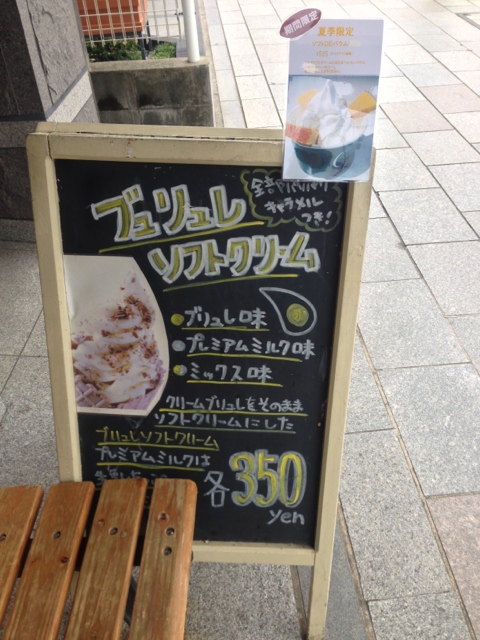 期間限定
夏季限定
全部パリパリ
キャラメル
つき!
ブュリュレ
ソフトクリーム
ブリュレ味
プレミアムミルク味
ミックス味
クリームブリュレをそのまま
ソフトクリームにした
ブリュレソフトクリーム
プレミアムミルクは
各350
yen